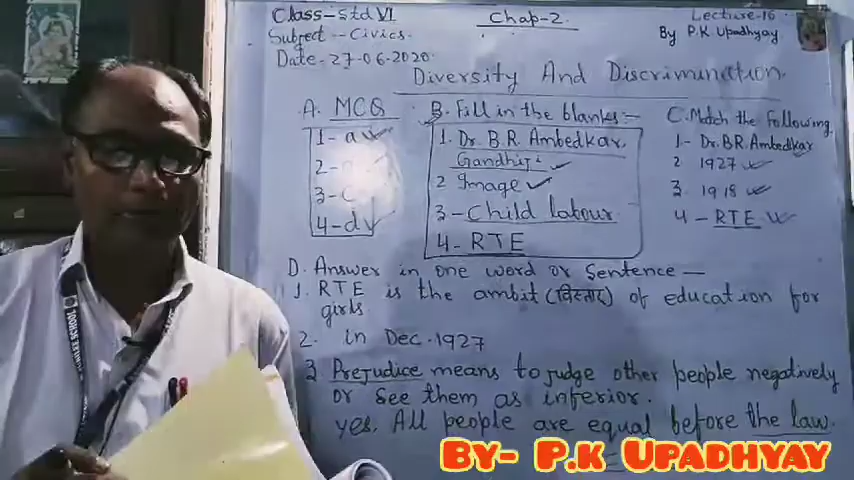 Class-Std VI
Chap-2
Lecture-16
Subject - Civics.
By P.K Upadhyay
Date - 27-06-2020.
Diversity And Discrimination.
A. MCQ
B. Fill in the blanks:-
C. Match the following
1- a
1. Dr. B.R. Ambedkar
1- Dr. BR. Ambedkar
Gandhiji
2-
2 Image
2 1927
3- c
3- Child labour
3 1918
4- d
4- RTE
4 - RTE
D. Answer in one word or Sentence -
1. RTE is the ambit (विस्तार) of education for
girls
2. in Dec. 1927
3 Prejudice means to judge other people negatively
or see them as inferior.
yes. All people are equal before the law.
BY- P.K UPADHYAY